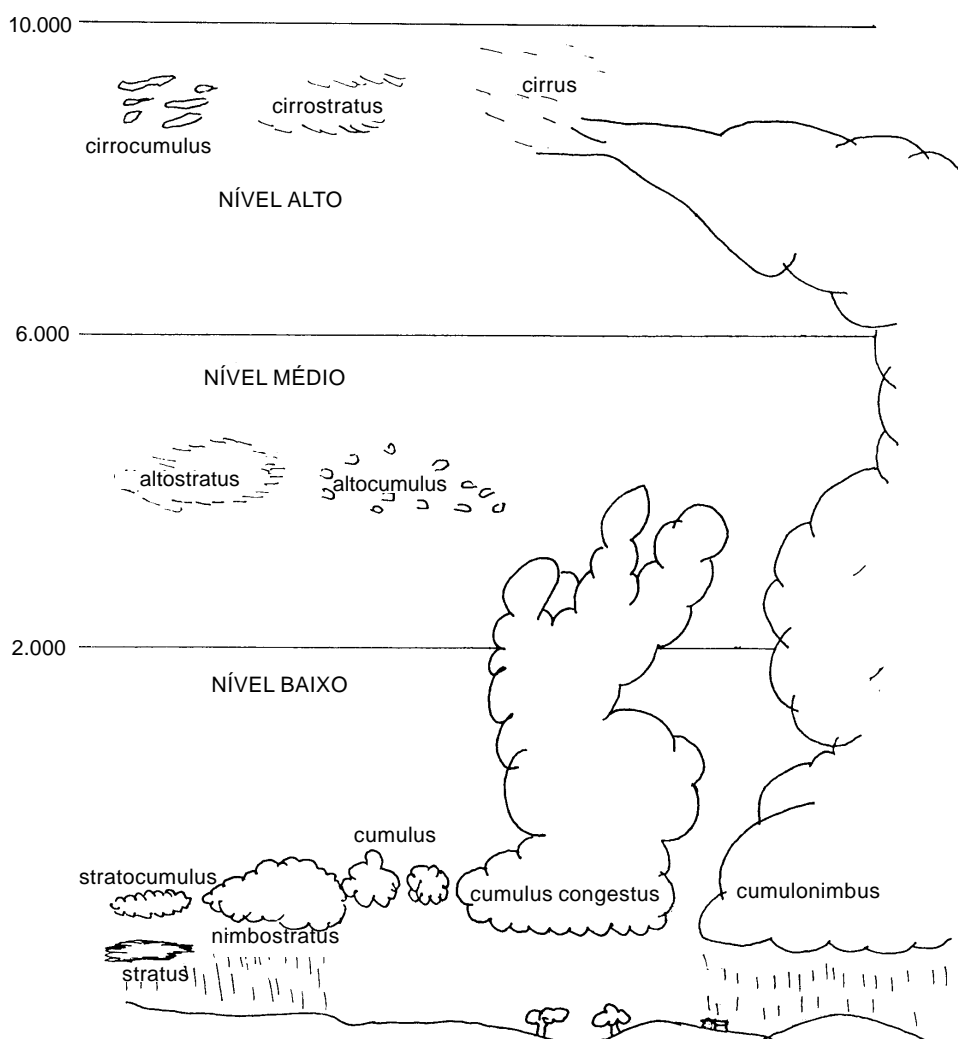 10.000
cirrus
cirrostratus
cirrocumulus
NÍVEL ALTO
6.000
NÍVEL MÉDIO
altostratus
altocumulus
2.000
NÍVEL BAIXO
cumulus
stratocumulus
cumulus congestus
cumulonimbus
nimbostratus
stratus